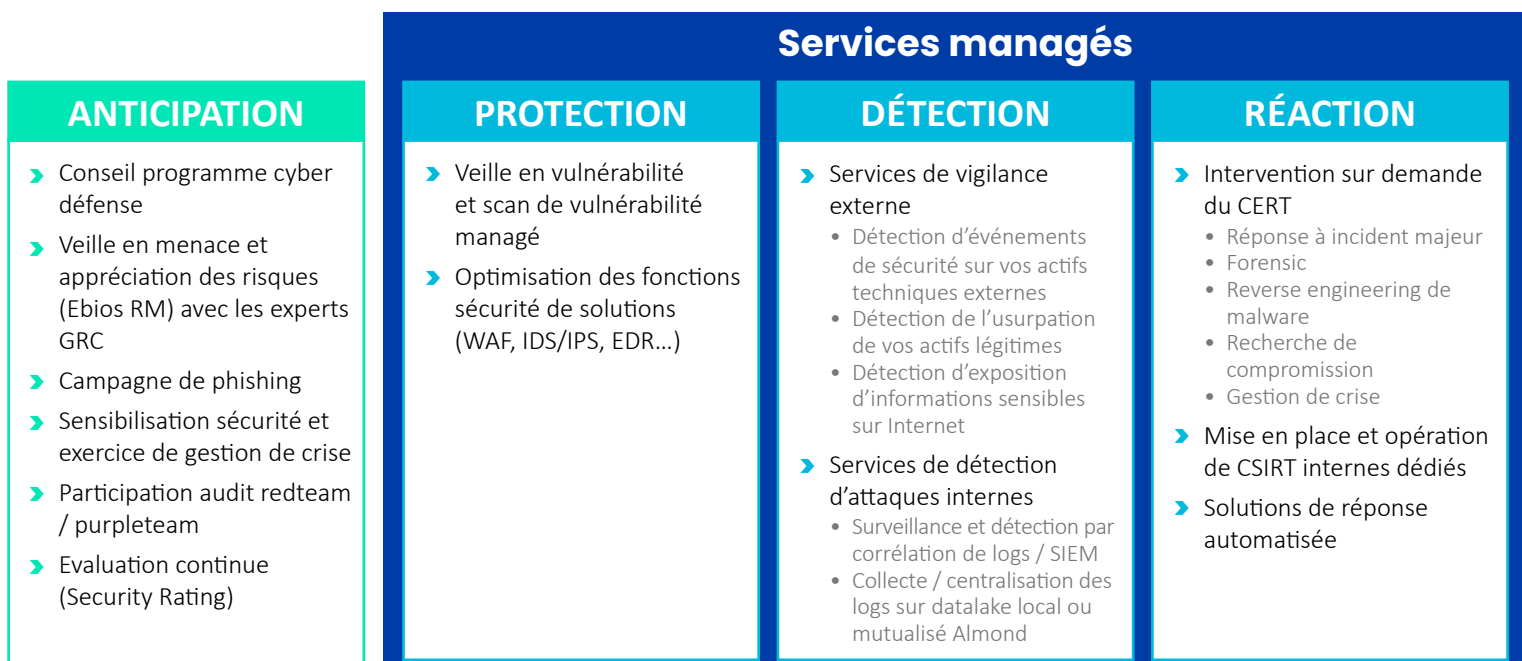 Services managés
ANTICIPATION
Conseil programme cyber
défense
Veille en menace et
appréciation des risques
(Ebios RM) avec les experts
GRC
Campagne de phishing
Sensibilisation sécurité et
exercice de gestion de crise
Participation audit redteam
/ purpleteam
Evaluation continue
(Security Rating)
PROTECTION
Veille en vulnérabilité
et scan de vulnérabilité
managé
Optimisation des fonctions
sécurité de solutions
(WAF, IDS/IPS, EDR…)
DÉTECTION
Services de vigilance
externe
• Détection d’événements
de sécurité sur vos actifs
techniques externes
• Détection de l’usurpation
de vos actifs légitimes
• Détection d’exposition
d’informations sensibles
sur Internet
Services de détection
d’attaques internes
• Surveillance et détection par
corrélation de logs / SIEM
• Collecte / centralisation des
logs sur datalake local ou
mutualisé Almond
RÉACTION
Intervention sur demande
du CERT
• Réponse à incident majeur
• Forensic
• Reverse engineering de
malware
• Recherche de
compromission
• Gestion de crise
Mise en place et opération
de CSIRT internes dédiés
Solutions de réponse
automatisée